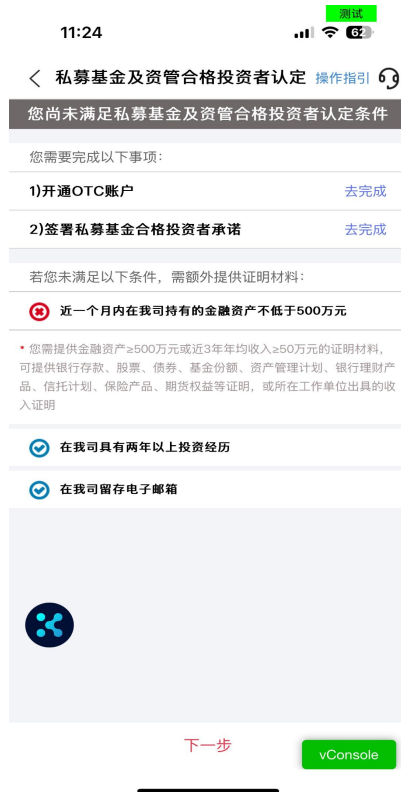 测试
11:24
62
私募基金及资管合格投资者认定 操作指引
您尚未满足私募基金及资管合格投资者认定条件
您需要完成以下事项：
1)开通OTC账户 去完成
2)签署私募基金合格投资者承诺 去完成
若您未满足以下条件，需额外提供证明材料：
近一个月内在我司持有的金融资产不低于500万元
* 您需提供金融资产≥500万元或近3年年均收入≥50万元的证明材料，
可提供银行存款、股票、债券、基金份额、资产管理计划、银行理财产
品、信托计划、保险产品、期货权益等证明，或所在工作单位出具的收
入证明
在我司具有两年以上投资经历
在我司留存电子邮箱
下一步
vConsole